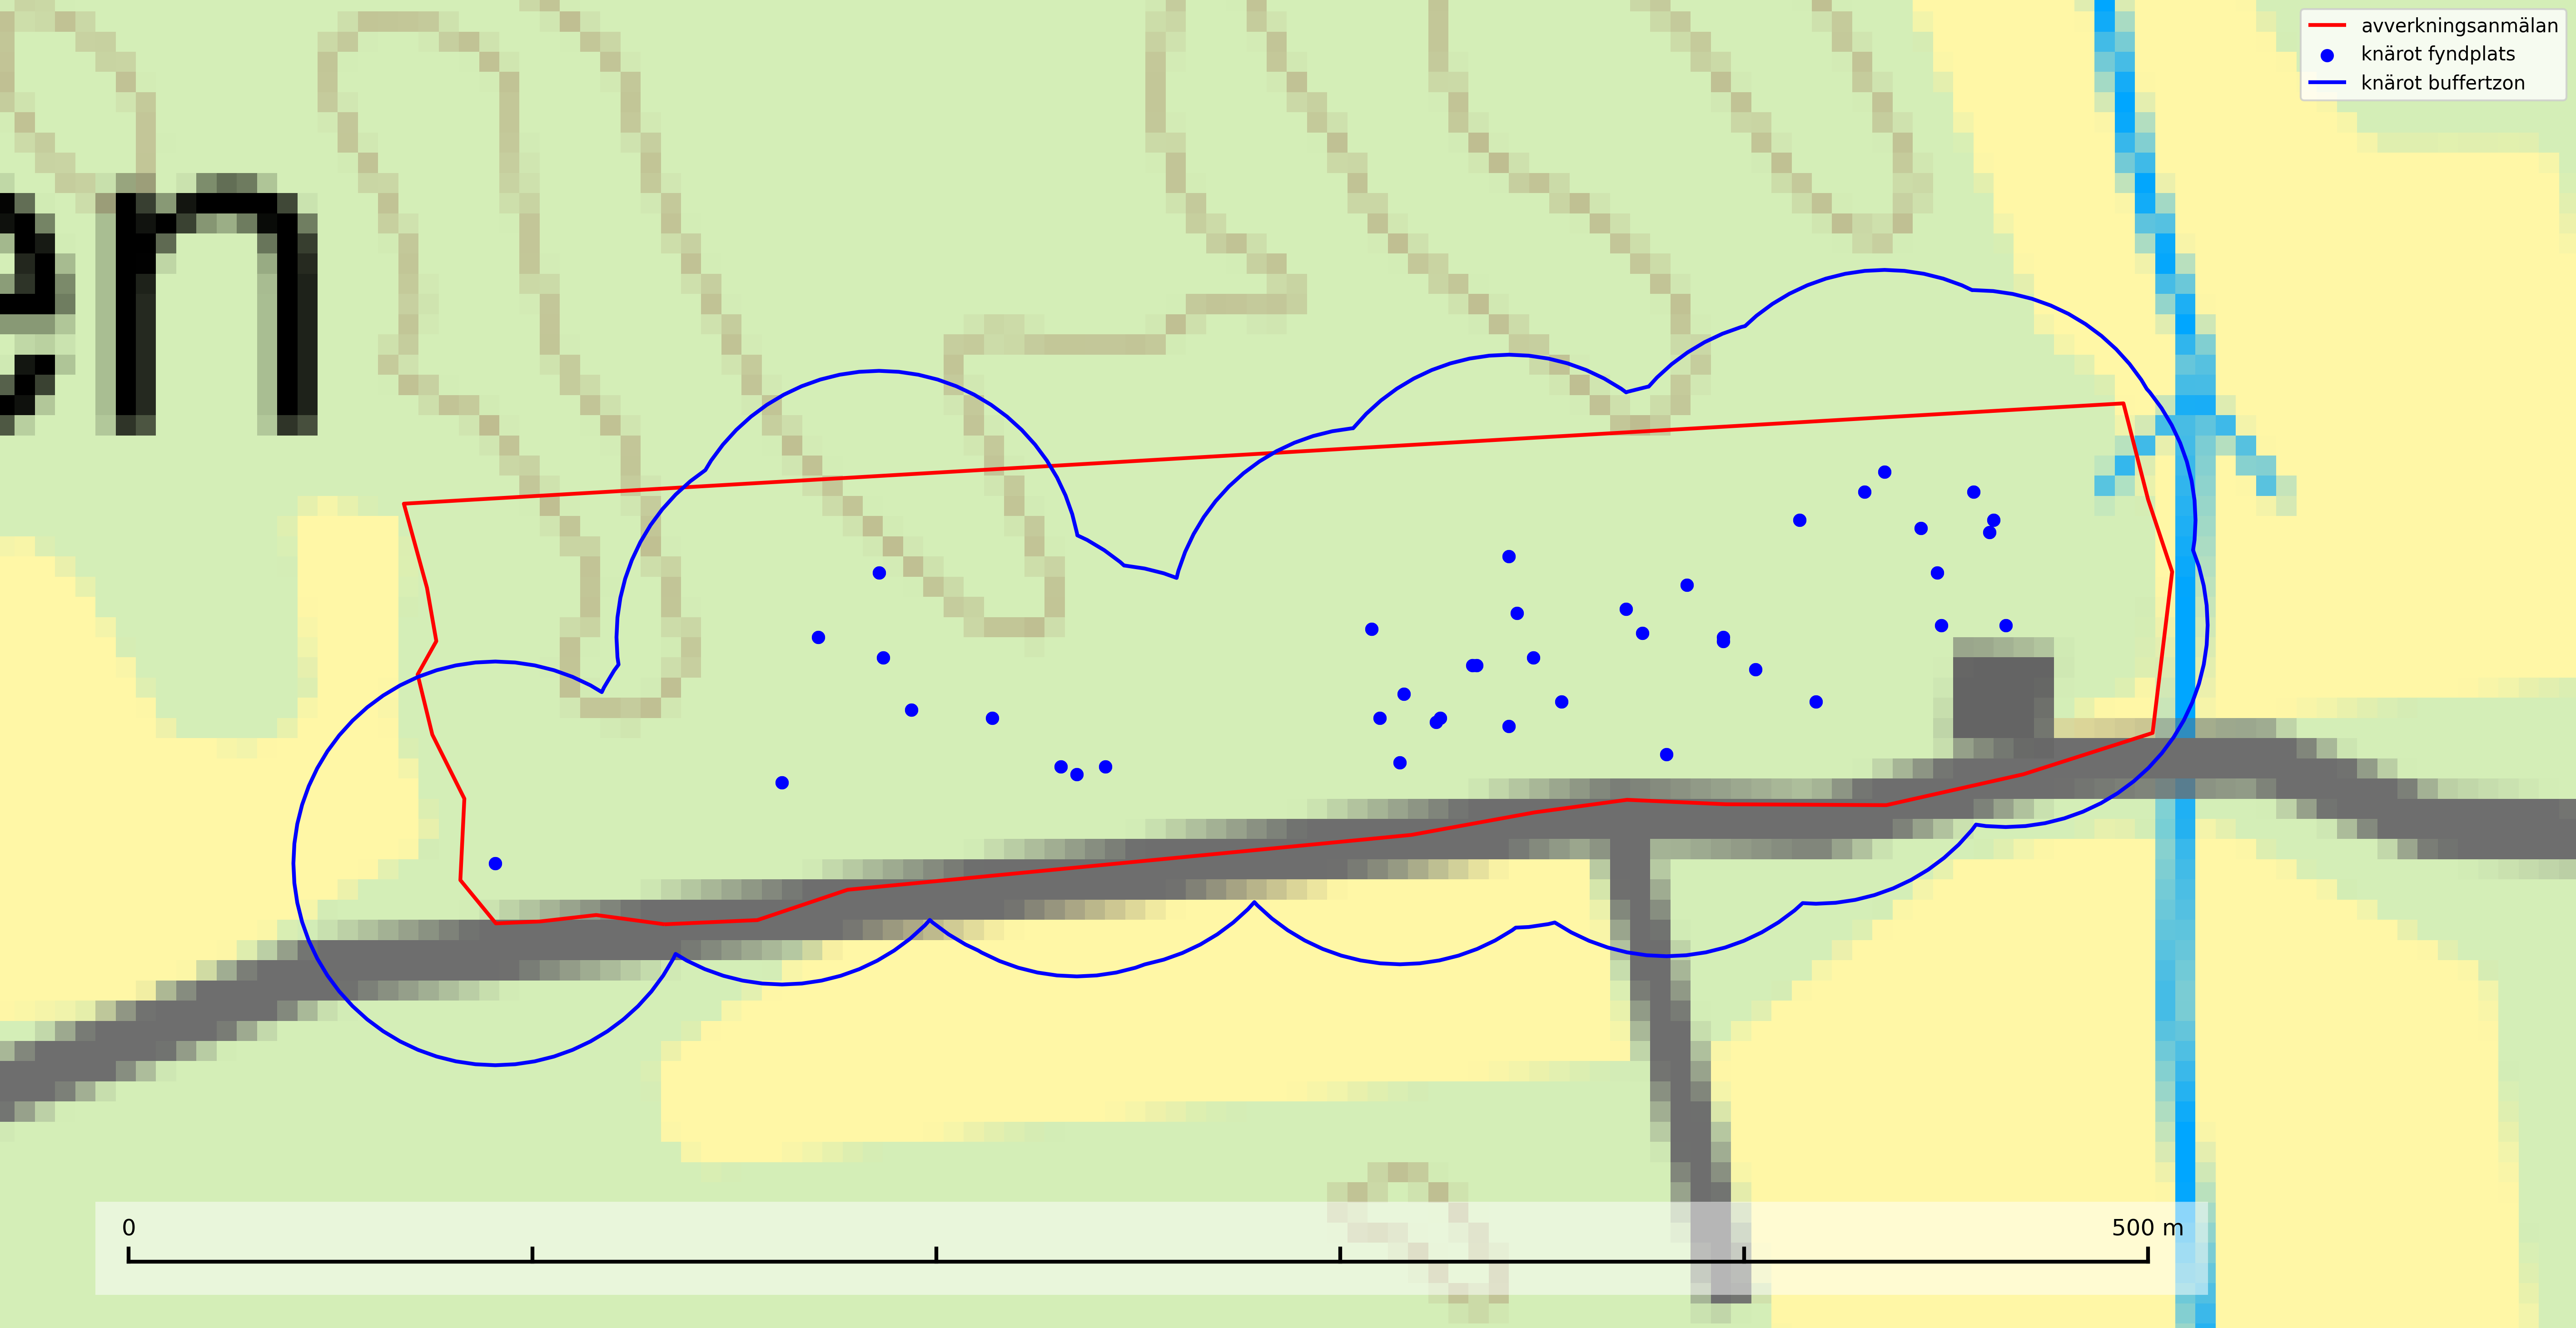 avverkningsanmälan
knärot fyndplats
knärot buffertzon
en
0 500 m